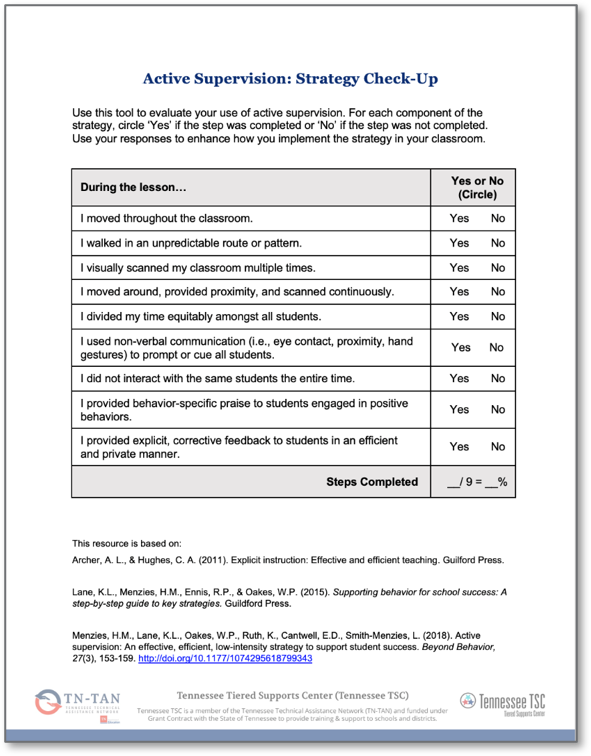 Active Supervision: Strategy Check-Up
Use this tool to evaluate your use of active supervision. For each component of the
strategy, circle ‘Yes’ if the step was completed or ‘No’ if the step was not completed.
Use your responses to enhance how you implement the strategy in your classroom.
During the lesson…
Yes or No
(Circle)
I moved throughout the classroom. Yes No
I walked in an unpredictable route or pattern. Yes No
I visually scanned my classroom multiple times. Yes No
I moved around, provided proximity, and scanned continuously. Yes No
I divided my time equitably amongst all students. Yes No
I used non-verbal communication (i.e., eye contact, proximity, hand
gestures) to prompt or cue all students. Yes No
I did not interact with the same students the entire time. Yes No
I provided behavior-specific praise to students engaged in positive
behaviors. Yes No
I provided explicit, corrective feedback to students in an efficient
and private manner. Yes No
Steps Completed __/ 9 = __%
This resource is based on:
Archer, A. L., & Hughes, C. A. (2011). Explicit instruction: Effective and efficient teaching. Guilford Press.
Lane, K.L., Menzies, H.M., Ennis, R.P., & Oakes, W.P. (2015). Supporting behavior for school success: A
step-by-step guide to key strategies. Guildford Press.
Menzies, H.M., Lane, K.L., Oakes, W.P., Ruth, K., Cantwell, E.D., Smith-Menzies, L. (2018). Active
supervision: An effective, efficient, low-intensity strategy to support student success. Beyond Behavior,
27(3), 153-159. http://doi.org/10.1177/1074295618799343
TN-TAN
TENNESSEE TECHNICAL
ASSISTANCE NETWORK
Tennessee Tiered Supports Center (Tennessee TSC)
Tennessee TSC is a member of the Tennessee Technical Assistance Network (TN-TAN) and funded under
Grant Contract with the State of Tennessee to provide training & support to schools and districts.
Tennessee TSC
Tiered Supports Center